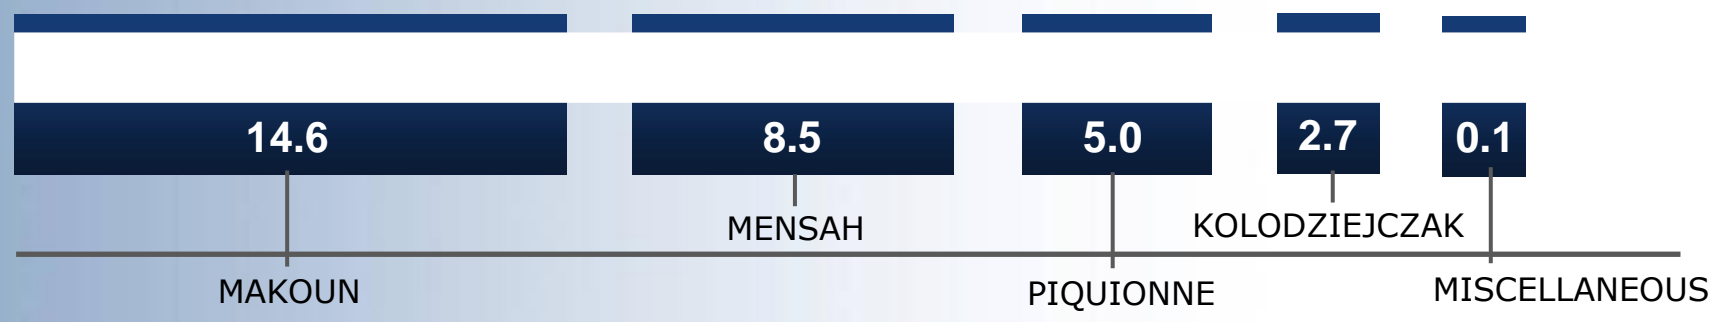 14.6 8.5 5.0 2.7 0.1
MENSAH KOLODZIEJCZAK
MAKOUN PIQUIONNE MISCELLANEOUS